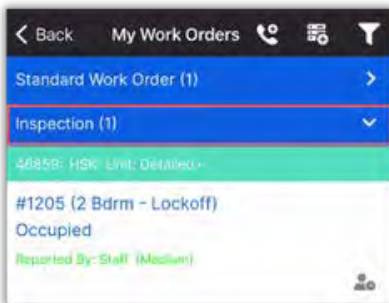 Back My Work Orders
Standard Work Order (1)
Inspection (1)
46859: HSK Unit: Detailed -
#1205 (2 Bdrm - Lockoff)
Occupied
Reported By: Staff (Medium)